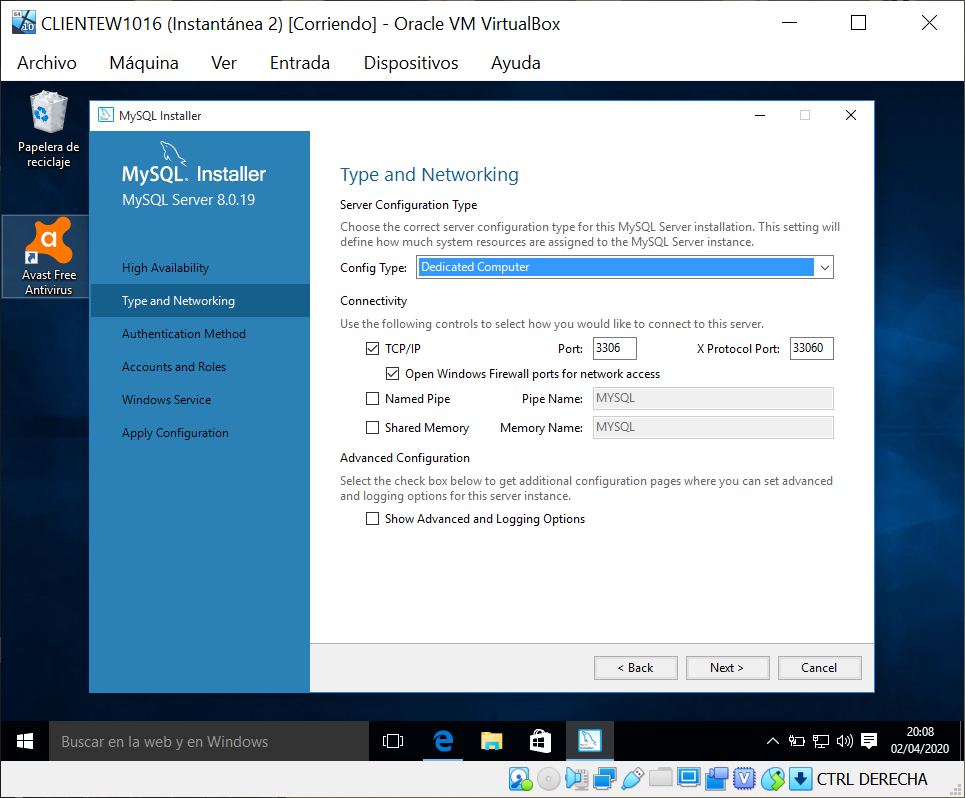 CLIENTEW1016 (Instantánea 2) [Corriendo] - Oracle VM VirtualBox
Archivo Máquina Ver Entrada Dispositivos Ayuda
Papelera de
reciclaje
Avast Free
Antivirus
MySQL Installer
MySQL. Installer
MySQL Server 8.0.19
High Availability
Type and Networking
Authentication Method
Accounts and Roles
Windows Service
Apply Configuration
Type and Networking
Server Configuration Type
Choose the correct server configuration type for this MySQL Server installation. This setting will
define how much system resources are assigned to the MySQL Server instance.
Config Type: Dedicated Computer
Connectivity
Use the following controls to select how you would like to connect to this server.
TCP/IP Port: 3306 X Protocol Port: 33060
Open Windows Firewall ports for network access
Named Pipe Pipe Name: MYSQL
Shared Memory Memory Name: MYSQL
Advanced Configuration
Select the check box below to get additional configuration pages where you can set advanced
and logging options for this server instance.
Show Advanced and Logging Options
< Back Next > Cancel
Buscar en la web y en Windows
20:08
02/04/2020
CTRL DERECHA